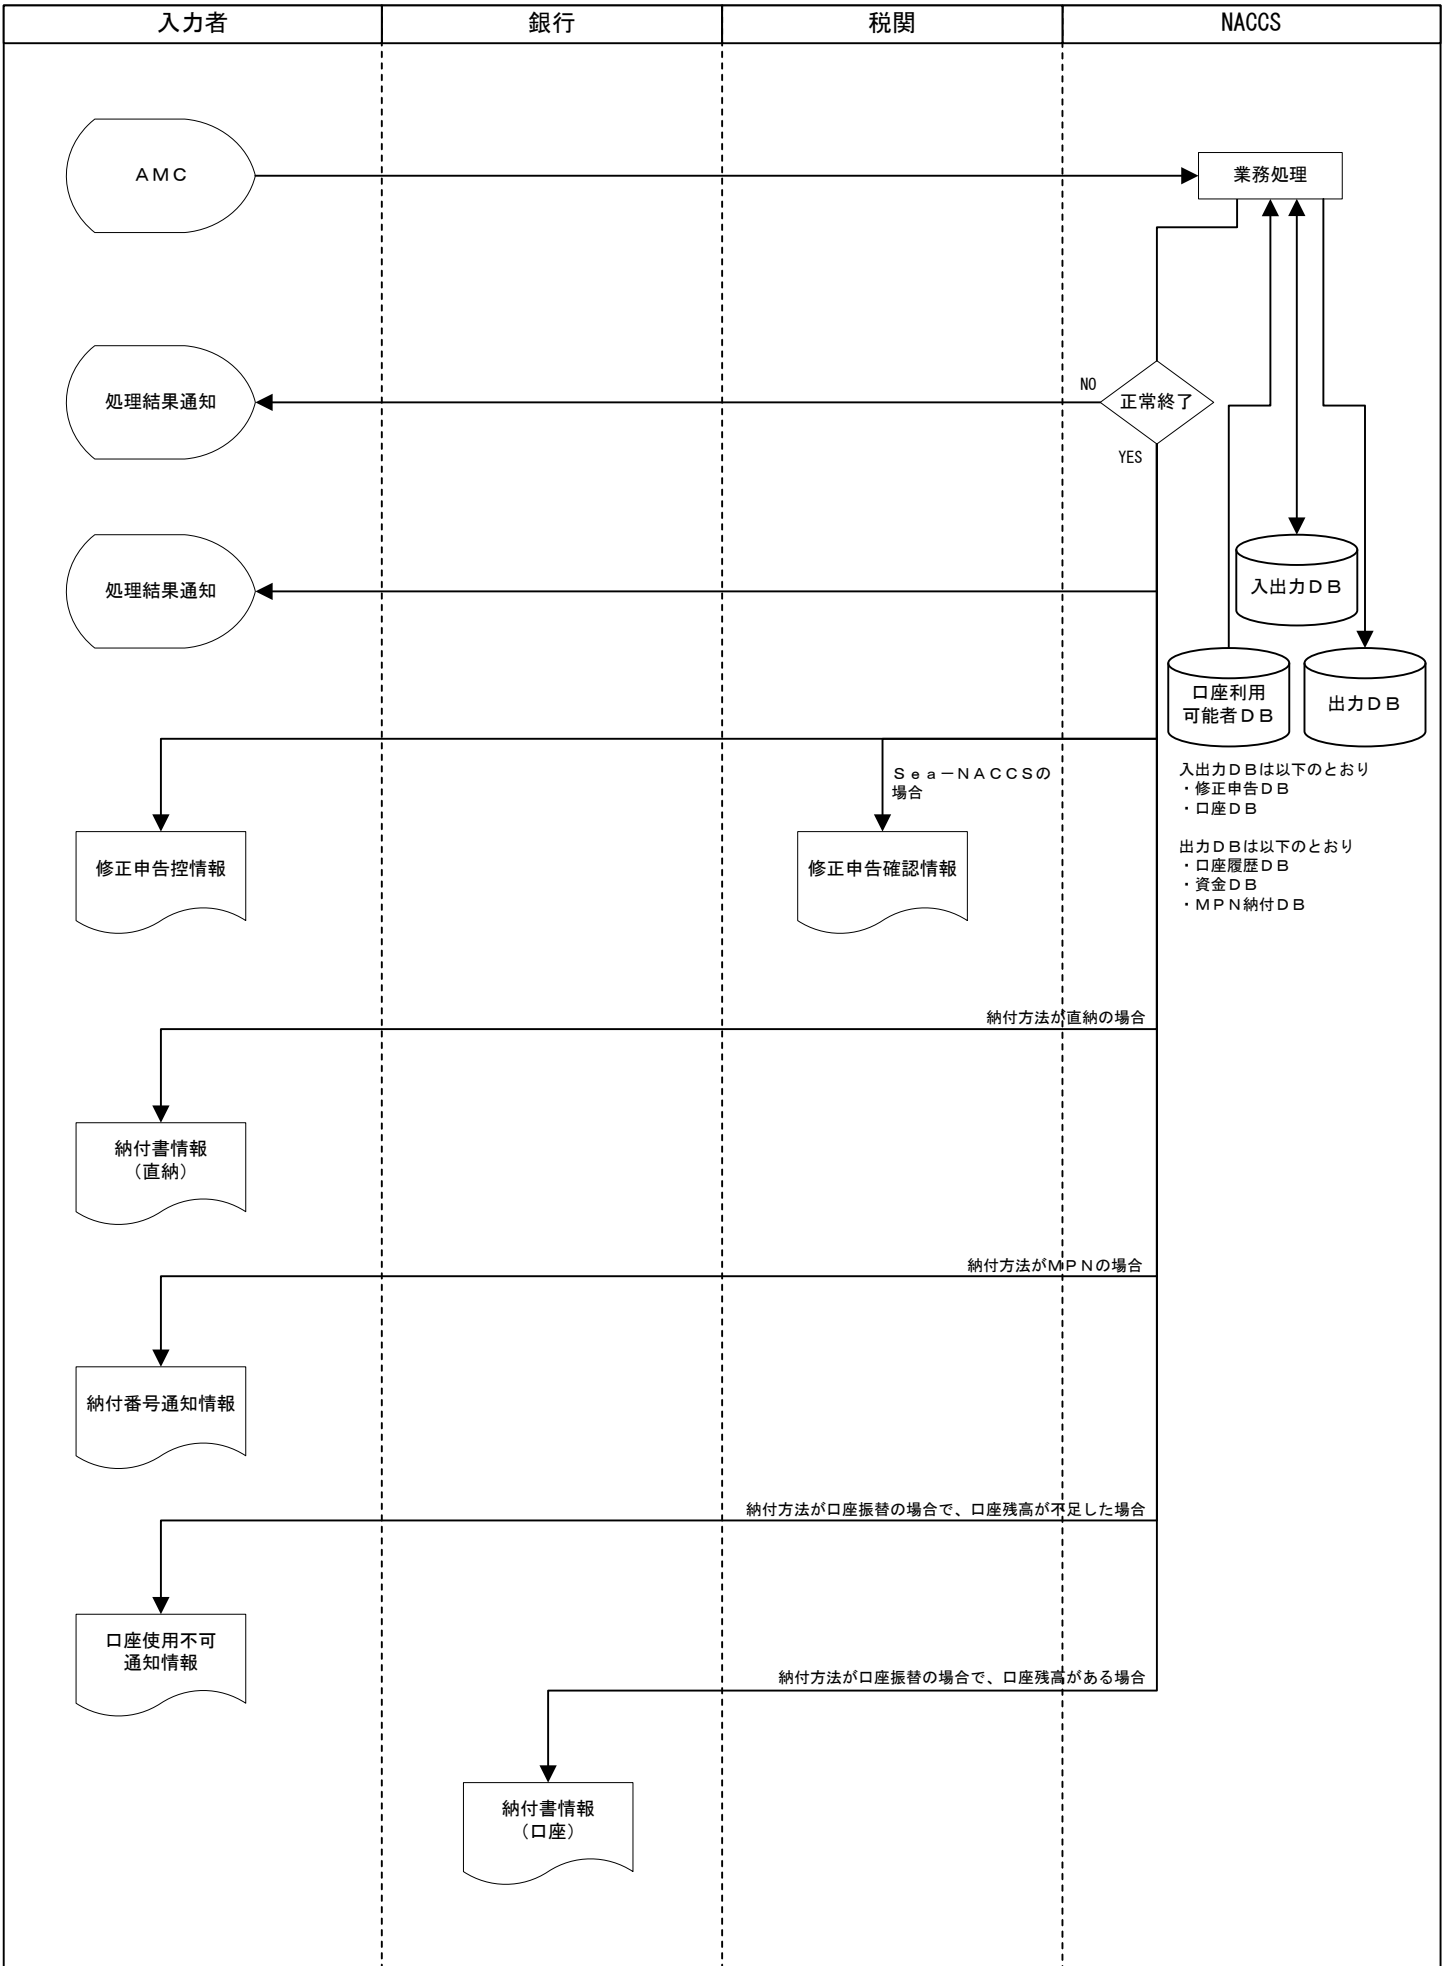 入力者
銀行
税関
NACCS
ＡＭＣ
業務処理
処理結果通知
NO
正常終了
YES
処理結果通知
入出力ＤＢ
口座利用
可能者ＤＢ
出力ＤＢ
Ｓｅａ－ＮＡＣＣＳの
場合
入出力ＤＢは以下のとおり
・修正申告ＤＢ
・口座ＤＢ
出力ＤＢは以下のとおり
・口座履歴ＤＢ
・資金ＤＢ
・ＭＰＮ納付ＤＢ
修正申告控情報
修正申告確認情報
納付方法が直納の場合
納付書情報
（直納）
納付方法がＭＰＮの場合
納付番号通知情報
納付方法が口座振替の場合で、口座残高が不足した場合
口座使用不可
通知情報
納付方法が口座振替の場合で、口座残高がある場合
納付書情報
（口座）